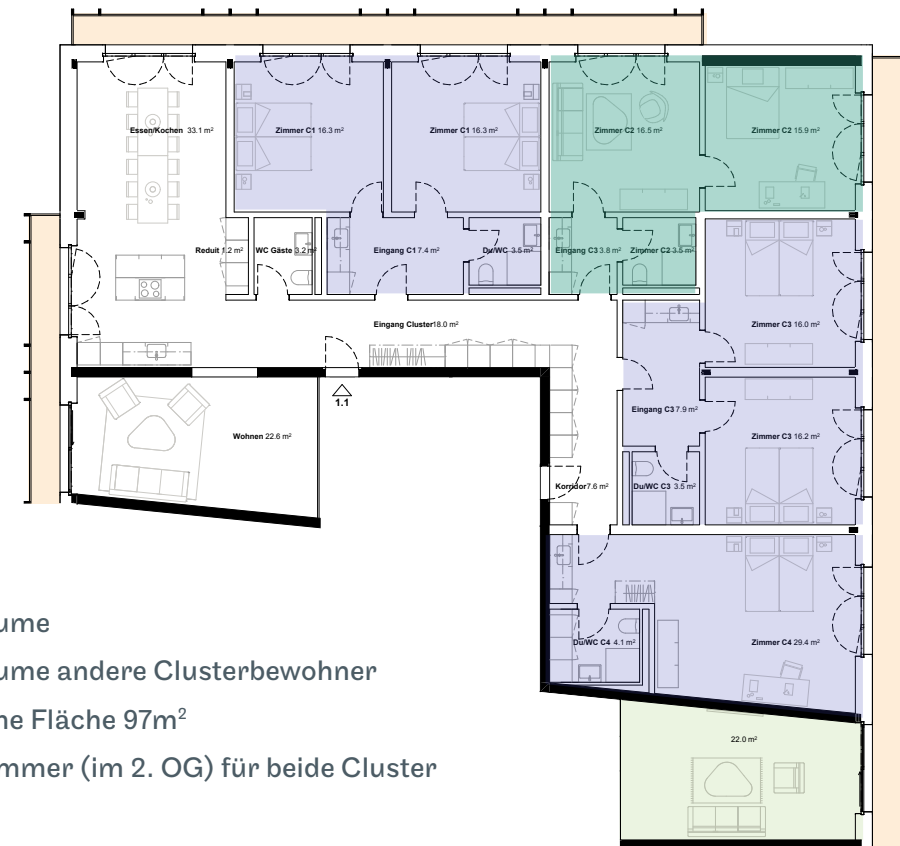 Essen/Kochen 33.1 m²
Zimmer C1 16.3 m²
Zimmer C1 16.3 m²
Zimmer C2 16.5 m²
Zimmer C2 15.9 m²
Reduit 1.2 m²
WC Gäste 3.2 m²
Eingang C1 7.4 m²
Du/WC 3.5 m²
Eingang C3 3.8 m²
Zimmer C2 3.5 m²
Eingang Cluster18.0 m²
Zimmer C3 16.0 m²
1.1
Eingang C3 7.9 m²
Wohnen 22.6 m²
Zimmer C3 16.2 m²
Korridor7.6 m²
Du/WC C3 3.5 m²
Du/WC C4 4.1 m²
Zimmer C4 29.4 m²
22.0 m²
ume
ume andere Clusterbewohner
ne Fläche 97m²
mmer (im 2. OG) für beide Cluster